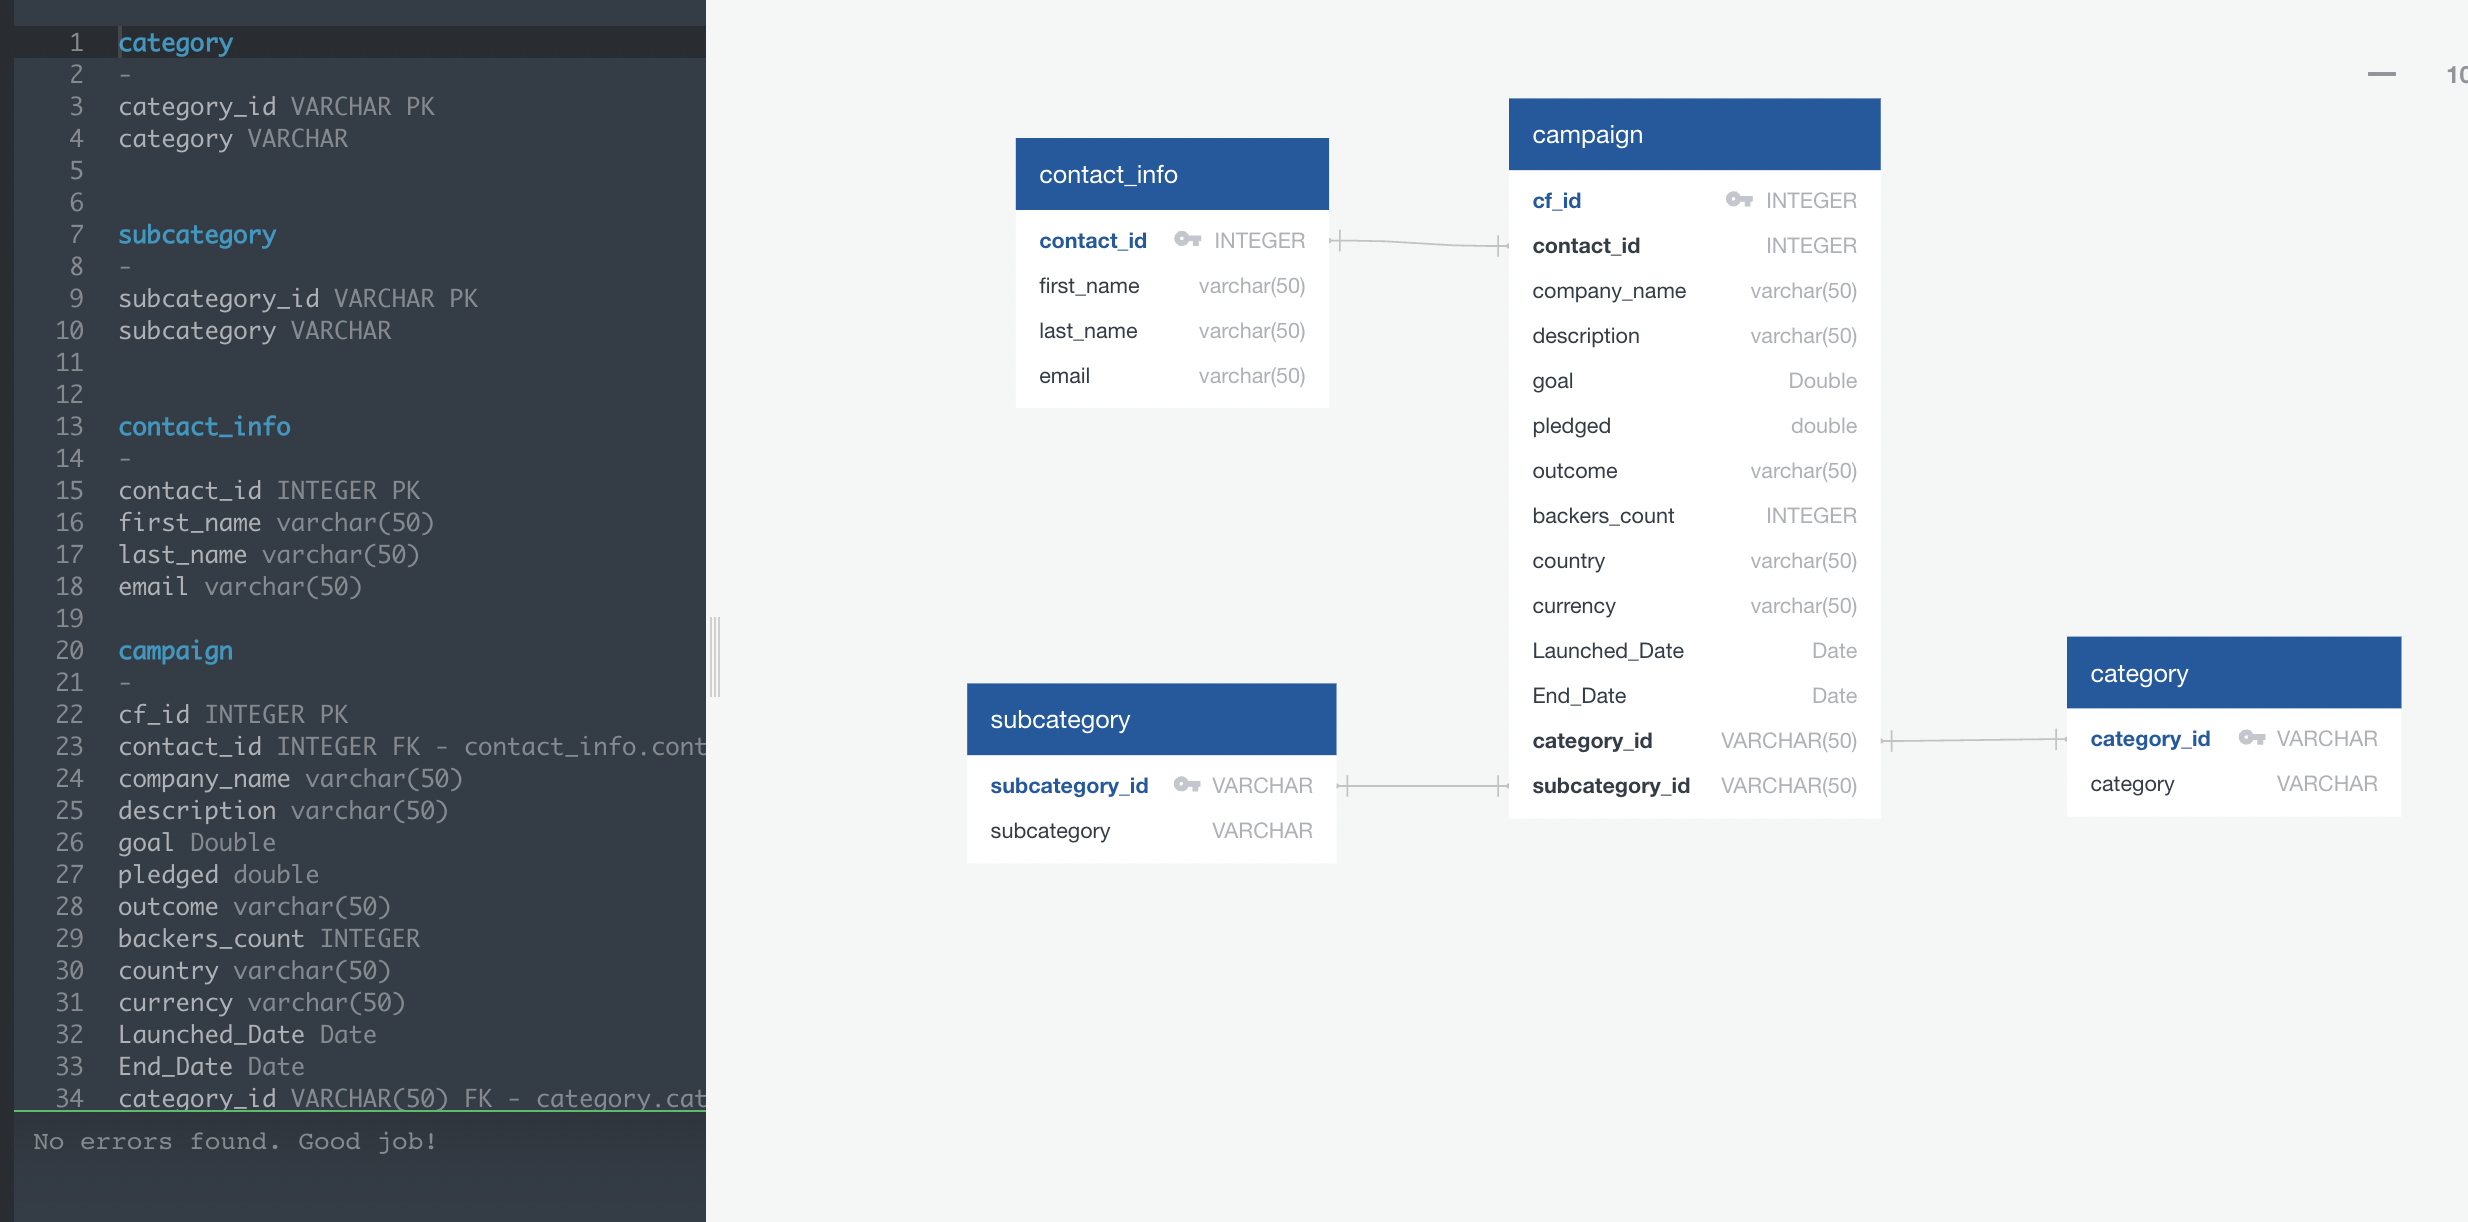 1 category
2 -
3 category_id VARCHAR PK
4 category VARCHAR
5
6
7 subcategory
8 -
9 subcategory_id VARCHAR PK
10 subcategory VARCHAR
11
12
13 contact_info
14 -
15 contact_id INTEGER PK
16 first_name varchar(50)
17 last_name varchar(50)
18 email varchar(50)
19
20 campaign
21 -
22 cf_id INTEGER PK
23 contact_id INTEGER FK - contact_info.cont
24 company_name varchar(50)
25 description varchar(50)
26 goal Double
27 pledged double
28 outcome varchar(50)
29 backers_count INTEGER
30 country varchar(50)
31 currency varchar(50)
32 Launched_Date Date
33 End_Date Date
34 category_id VARCHAR(50) FK - category.cat
No errors found. Good job!
10
contact_info
contact_id INTEGER
first_name varchar(50)
last_name varchar(50)
email varchar(50)
campaign
cf_id INTEGER
contact_id INTEGER
company_name varchar(50)
description varchar(50)
goal Double
pledged double
outcome varchar(50)
backers_count INTEGER
country varchar(50)
currency varchar(50)
Launched_Date Date
End_Date Date
category_id VARCHAR(50)
subcategory_id VARCHAR(50)
subcategory
subcategory_id VARCHAR
subcategory VARCHAR
category
category_id VARCHAR
category VARCHAR